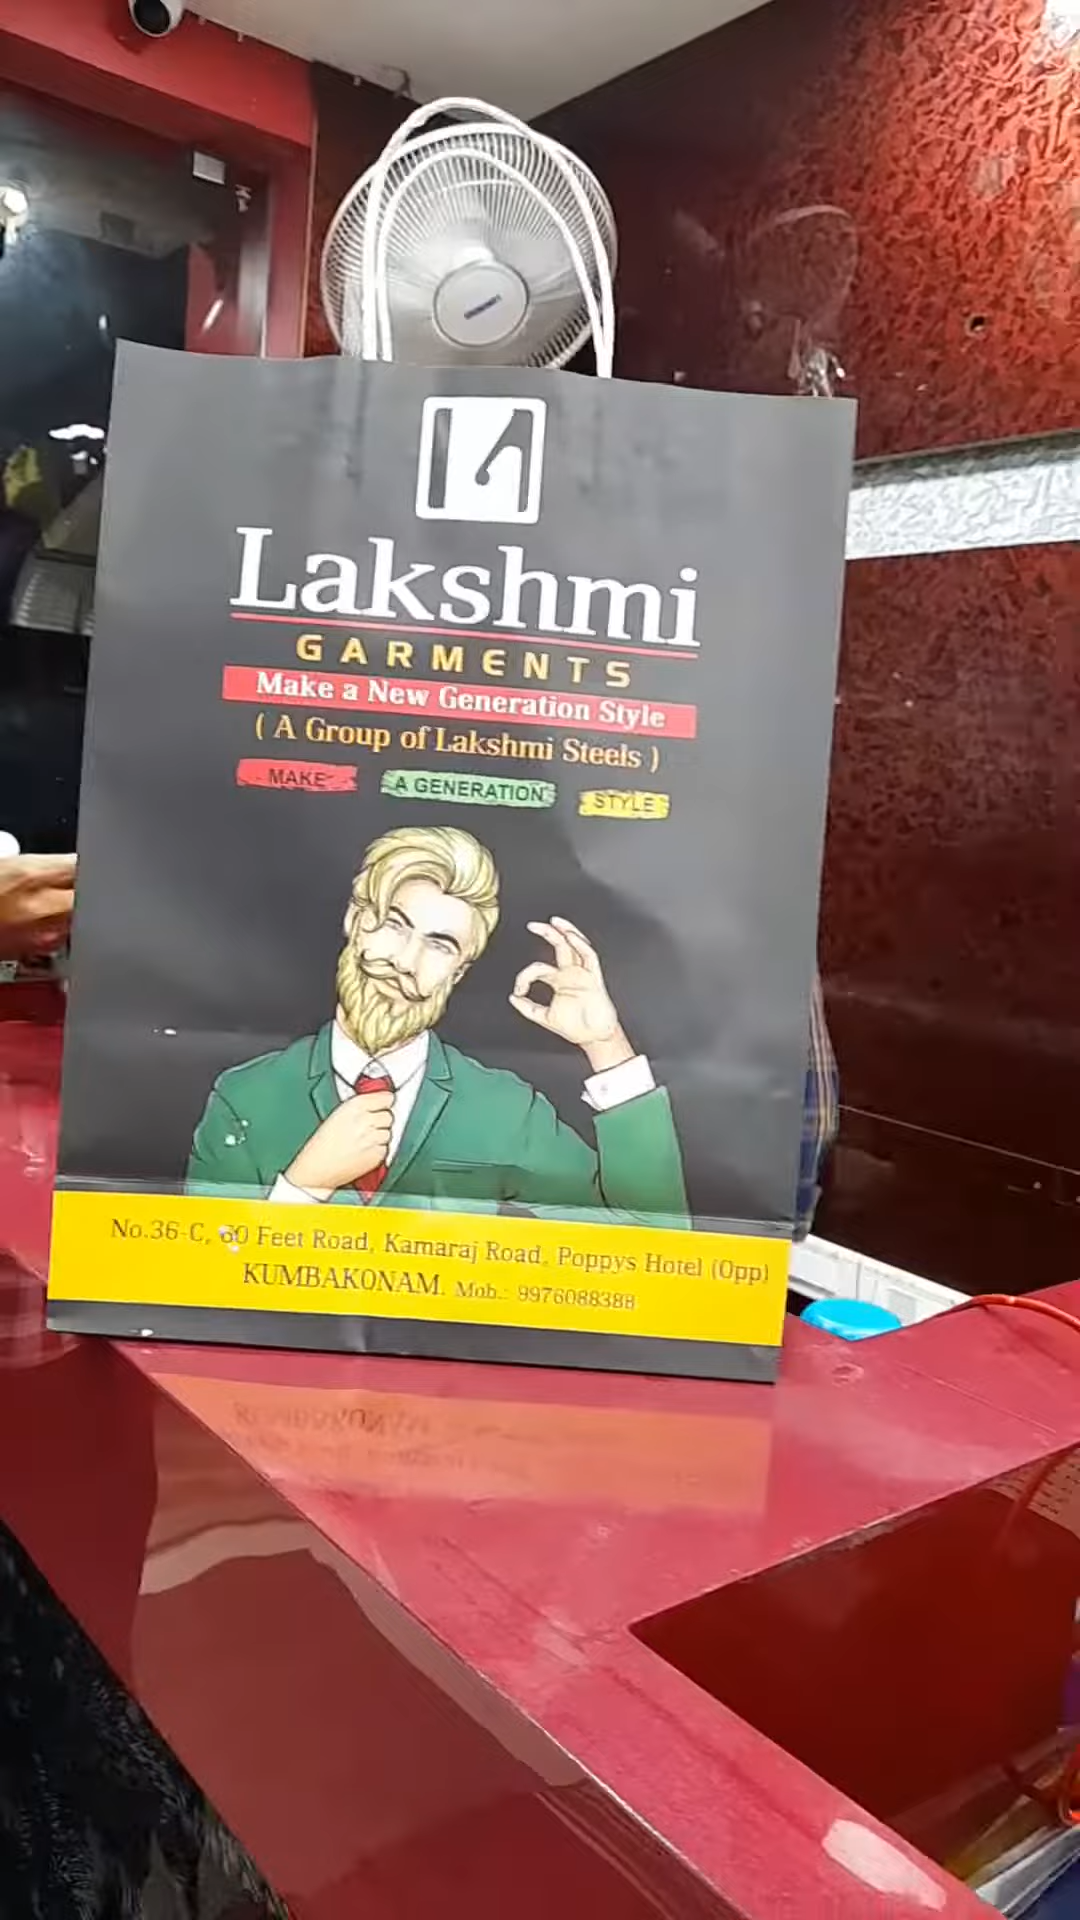 Lakshmi
GARMENTS
Make a New Generation Style
( A Group of Lakshmi Steels )
MAKE A GENERATION STYLE
No.36-C, 60 Feet Road, Kamaraj Road, Poppys Hotel (Opp)
KUMBAKONAM. Mob.: 9976088388